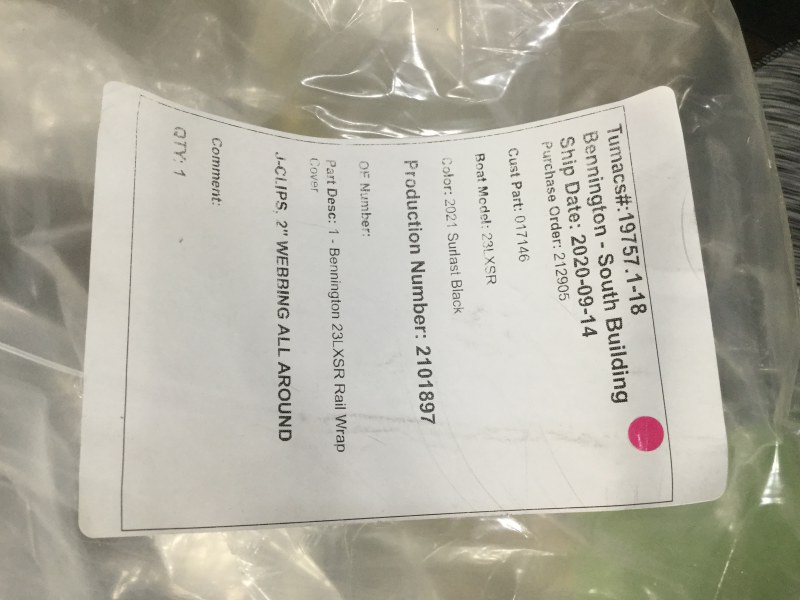 Tumacs#:19757.1-18
Bennington - South Building
Ship Date: 2020-09-14
Purchase Order: 212905
Cust Part: 017146
Boat Model: 23LXSR
Color: 2021 Surlast Black
Production Number: 2101897
OF Number:
Part Desc: 1 - Bennington 23LXSR Rail Wrap
Cover
J-CLIPS, 2" WEBBING ALL AROUND
Comment:
QTY: 1